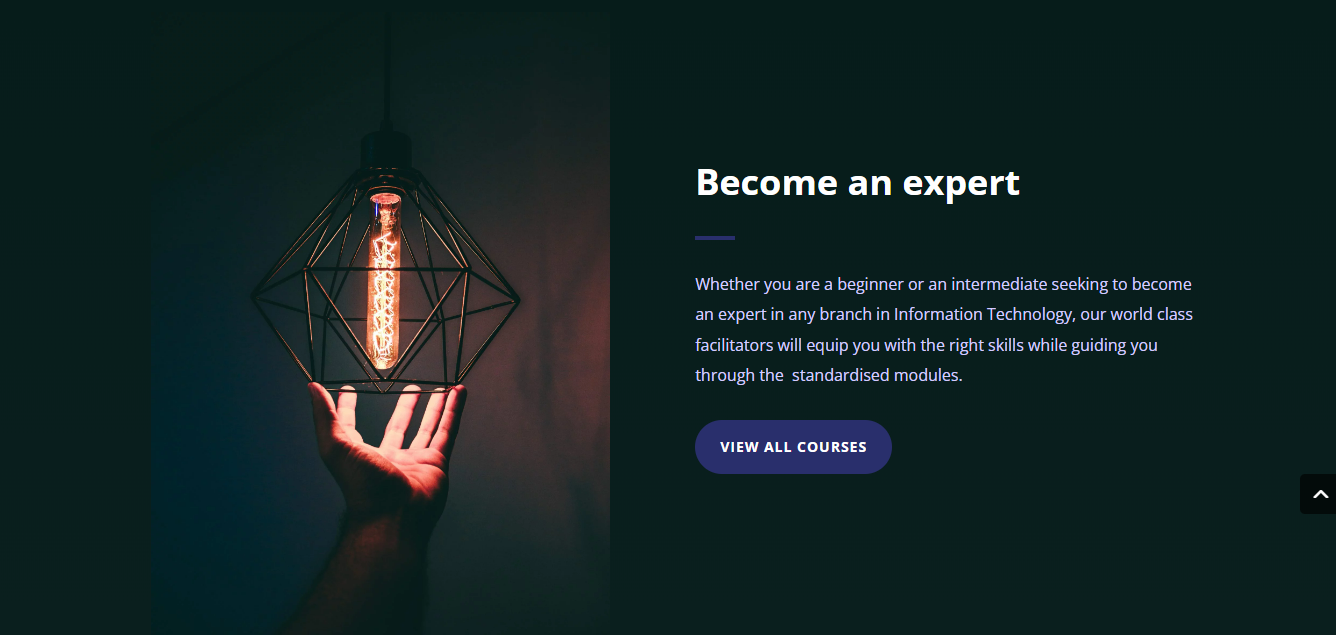 Become an expert
Whether you are a beginner or an intermediate seeking to become
an expert in any branch in Information Technology, our world class
facilitators will equip you with the right skills while guiding you
through the  standardised modules.
VIEW ALL COURSES